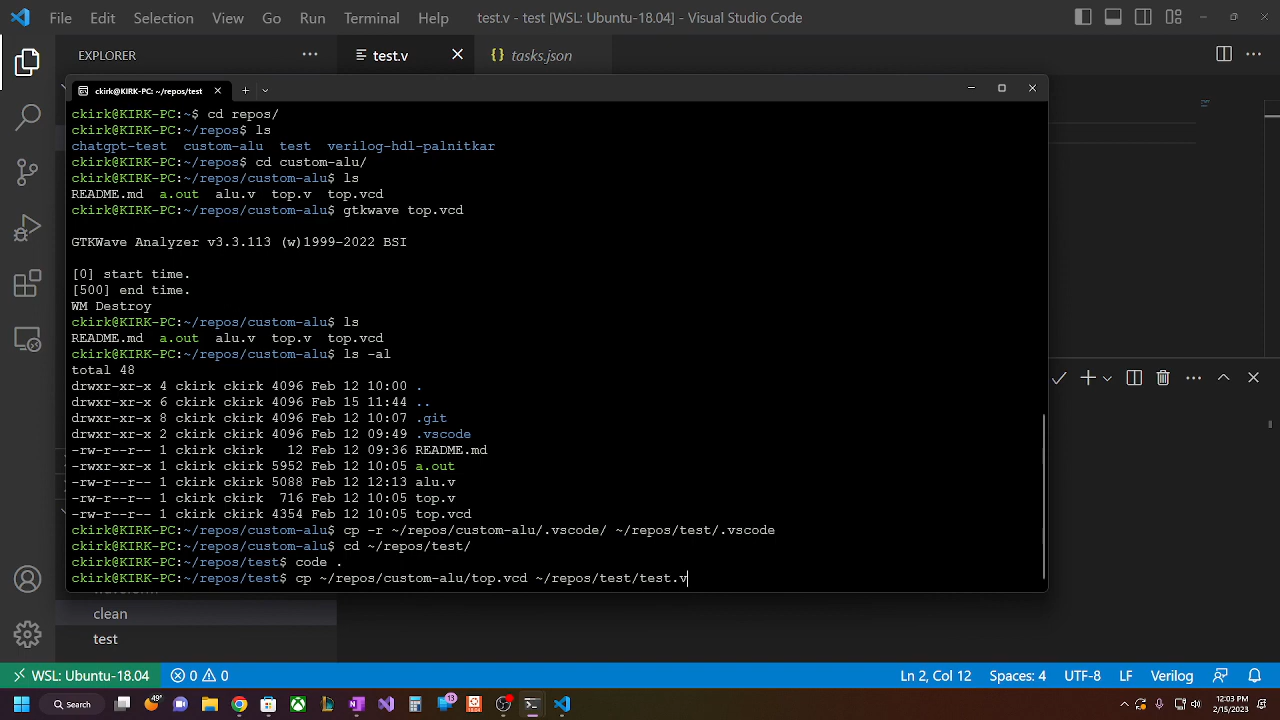 File Edit Selection View Go Run Terminal Help test.v - test [WSL: Ubuntu-18.04] - Visual Studio Code
EXPLORER ··· test.v tasks.json
ckirk@KIRK-PC: ~/repos/test
ckirk@KIRK-PC:~$ cd repos/
ckirk@KIRK-PC:~/repos$ ls
chatgpt-test custom-alu test verilog-hdl-palnitkar
ckirk@KIRK-PC:~/repos$ cd custom-alu/
ckirk@KIRK-PC:~/repos/custom-alu$ ls
README.md a.out alu.v top.v top.vcd
ckirk@KIRK-PC:~/repos/custom-alu$ gtkwave top.vcd
GTKWave Analyzer v3.3.113 (w)1999-2022 BSI
[0] start time.
[500] end time.
WM Destroy
ckirk@KIRK-PC:~/repos/custom-alu$ ls
README.md a.out alu.v top.v top.vcd
ckirk@KIRK-PC:~/repos/custom-alu$ ls -al
total 48
drwxr-xr-x 4 ckirk ckirk 4096 Feb 12 10:00 .
drwxr-xr-x 6 ckirk ckirk 4096 Feb 15 11:44 ..
drwxr-xr-x 8 ckirk ckirk 4096 Feb 12 10:07 .git
drwxr-xr-x 2 ckirk ckirk 4096 Feb 12 09:49 .vscode
-rw-r--r-- 1 ckirk ckirk 12 Feb 12 09:36 README.md
-rwxr-xr-x 1 ckirk ckirk 5952 Feb 12 10:05 a.out
-rw-r--r-- 1 ckirk ckirk 5088 Feb 12 12:13 alu.v
-rw-r--r-- 1 ckirk ckirk 716 Feb 12 10:05 top.v
-rw-r--r-- 1 ckirk ckirk 4354 Feb 12 10:05 top.vcd
ckirk@KIRK-PC:~/repos/custom-alu$ cp -r ~/repos/custom-alu/.vscode/ ~/repos/test/.vscode
ckirk@KIRK-PC:~/repos/custom-alu$ cd ~/repos/test/
ckirk@KIRK-PC:~/repos/test$ code .
ckirk@KIRK-PC:~/repos/test$ cp ~/repos/custom-alu/top.vcd ~/repos/test/test.v
clean
test
WSL: Ubuntu-18.04 0 0 Ln 2, Col 12 Spaces: 4 UTF-8 LF Verilog
Search 49° 13 12:03 PM
2/15/2023